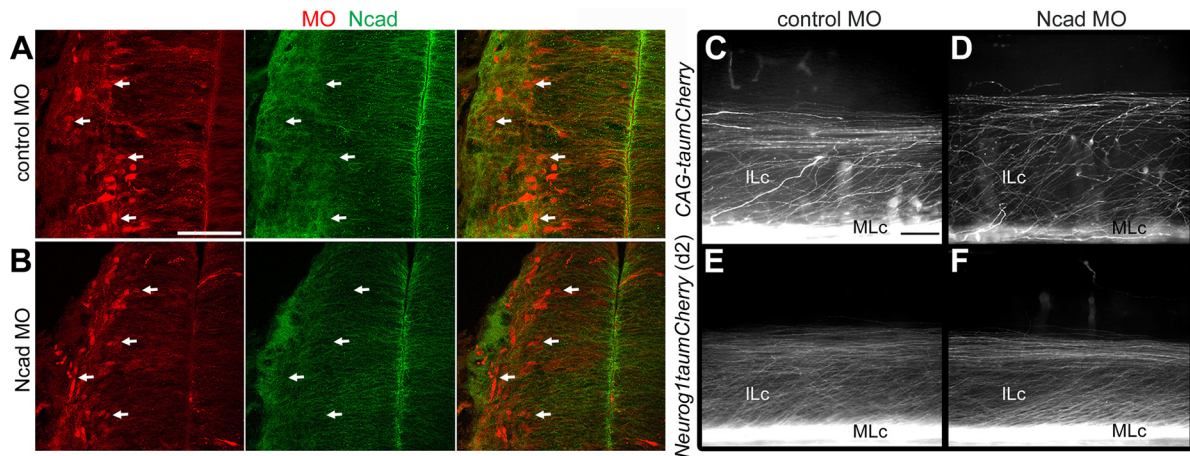 MO Ncad
control MO
Ncad MO
A
B
control MO
Ncad MO
CAG-taumCherry
Neurog1taumCherry (d2)
C
D
ILc
MLc
ILc
MLc
E
F
ILc
MLc
ILc
MLc